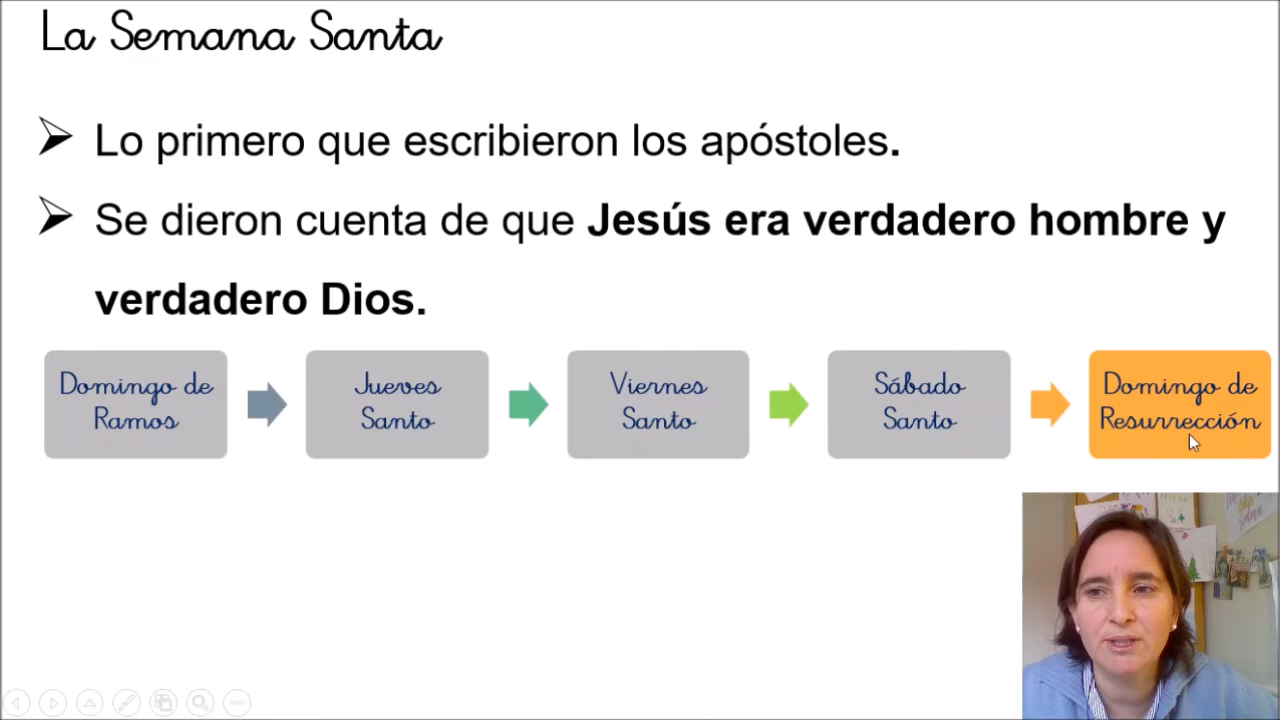 La Semana Santa
Lo primero que escribieron los apóstoles.
Se dieron cuenta de que Jesús era verdadero hombre y
verdadero Dios.
Domingo de
Ramos
Jueves
Santo
Viernes
Santo
Sábado
Santo
Domingo de
Resurrección